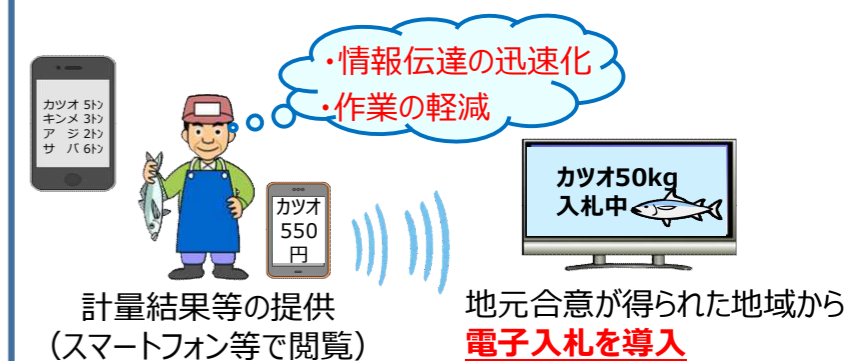 ・情報伝達の迅速化
・作業の軽減
カツオ 5トン
キンメ 3トン
ア ジ 2トン
サ バ 6トン
カツオ
550
円
カツオ50kg
入札中
計量結果等の提供
（スマートフォン等で閲覧）
地元合意が得られた地域から
電子入札を導入